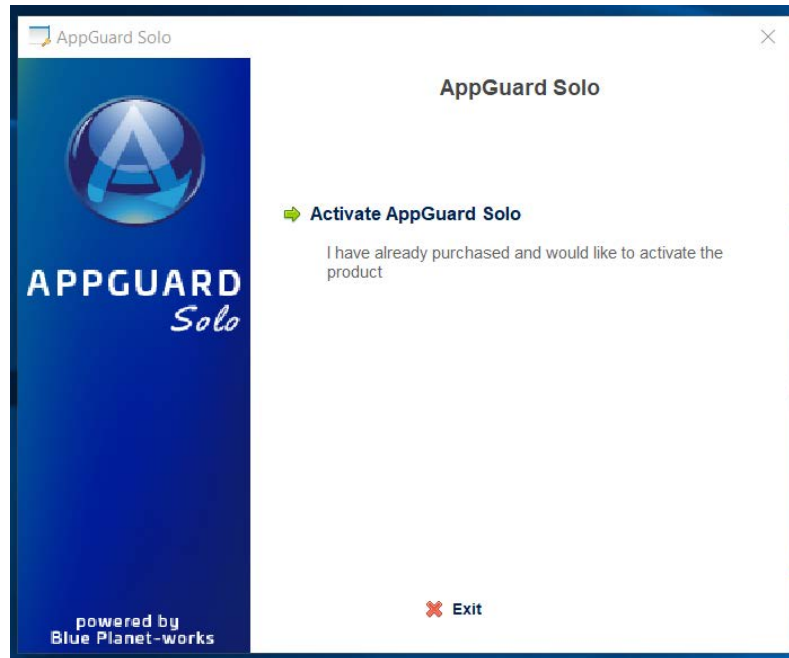 AppGuard Solo
AppGuard Solo
Activate AppGuard Solo
I have already purchased and would like to activate the
product
APPGUARD
Solo
Exit
powered by
Blue Planet-works